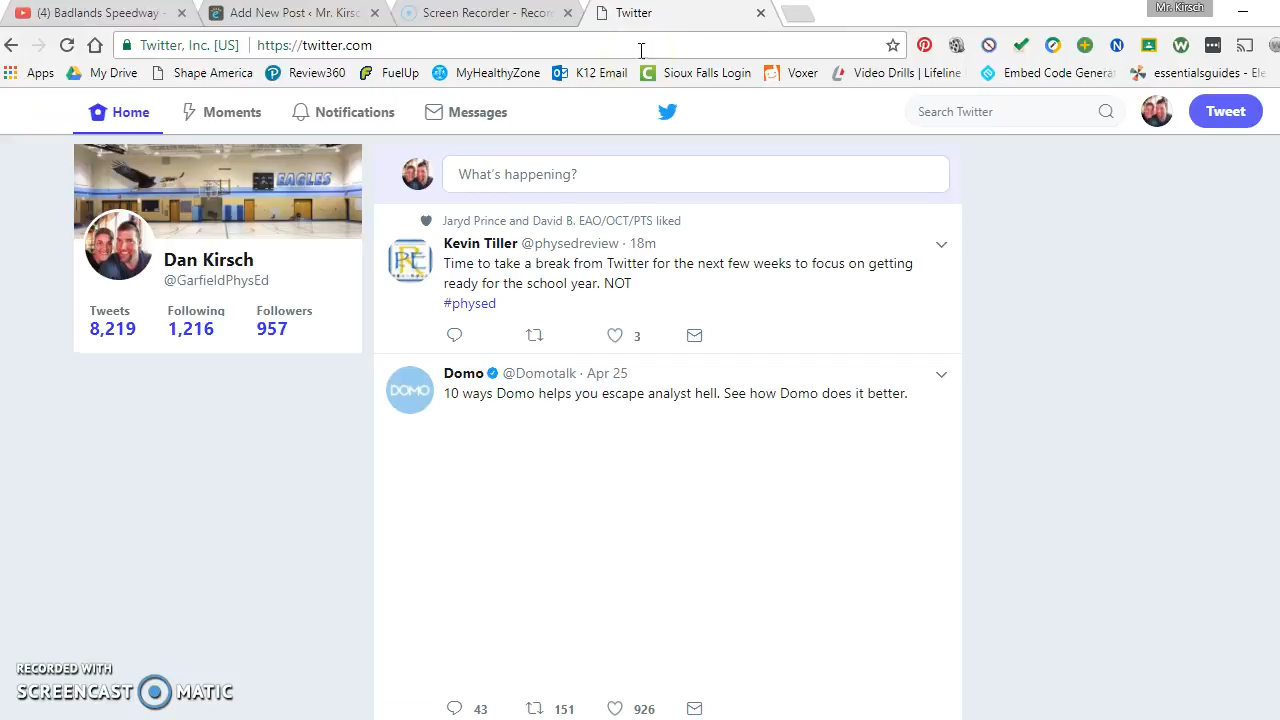 (4) Badlands Speedway -
Add New Post ‹ Mr. Kirsc
Screen Recorder - Record
Twitter
Mr. Kirsch
Twitter, Inc. [US]
https://twitter.com
Apps
My Drive
Shape America
Review360
FuelUp
MyHealthyZone
K12 Email
Sioux Falls Login
Voxer
Video Drills | Lifeline
Embed Code Genera
essentialsguides - Ele
Home
Moments
Notifications
Messages
Search Twitter
Tweet
EAGLES
What's happening?
Dan Kirsch
@GarfieldPhysEd
Tweets
Following
Followers
8,219
1,216
957
Jaryd Prince and David B. EAO/OCT/PTS liked
Kevin Tiller @physedreview · 18m
Time to take a break from Twitter for the next few weeks to focus on getting
ready for the school year. NOT
#physed
3
DOMO
Domo @Domotalk · Apr 25
10 ways Domo helps you escape analyst hell. See how Domo does it better.
43
151
926
RECORDED WITH
SCREENCAST MATIC